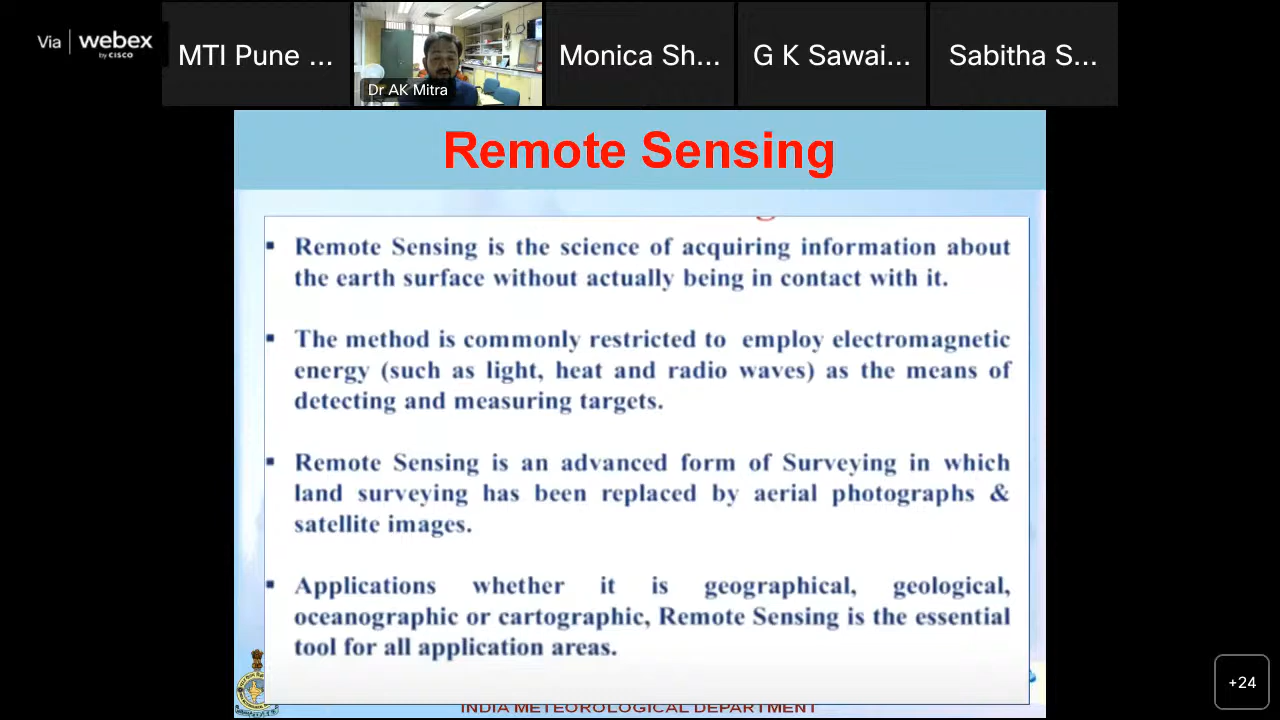 Via webex
by CISCO
MTI Pune ...
Dr AK Mitra
Monica Sh...
G K Sawai...
Sabitha S...
Remote Sensing
▪ Remote Sensing is the science of acquiring information about
the earth surface without actually being in contact with it.
▪ The method is commonly restricted to employ electromagnetic
energy (such as light, heat and radio waves) as the means of
detecting and measuring targets.
▪ Remote Sensing is an advanced form of Surveying in which
land surveying has been replaced by aerial photographs &
satellite images.
▪ Applications whether it is geographical, geological,
oceanographic or cartographic, Remote Sensing is the essential
tool for all application areas.
INDIA METEOROLOGICAL DEPARTMENT
+24